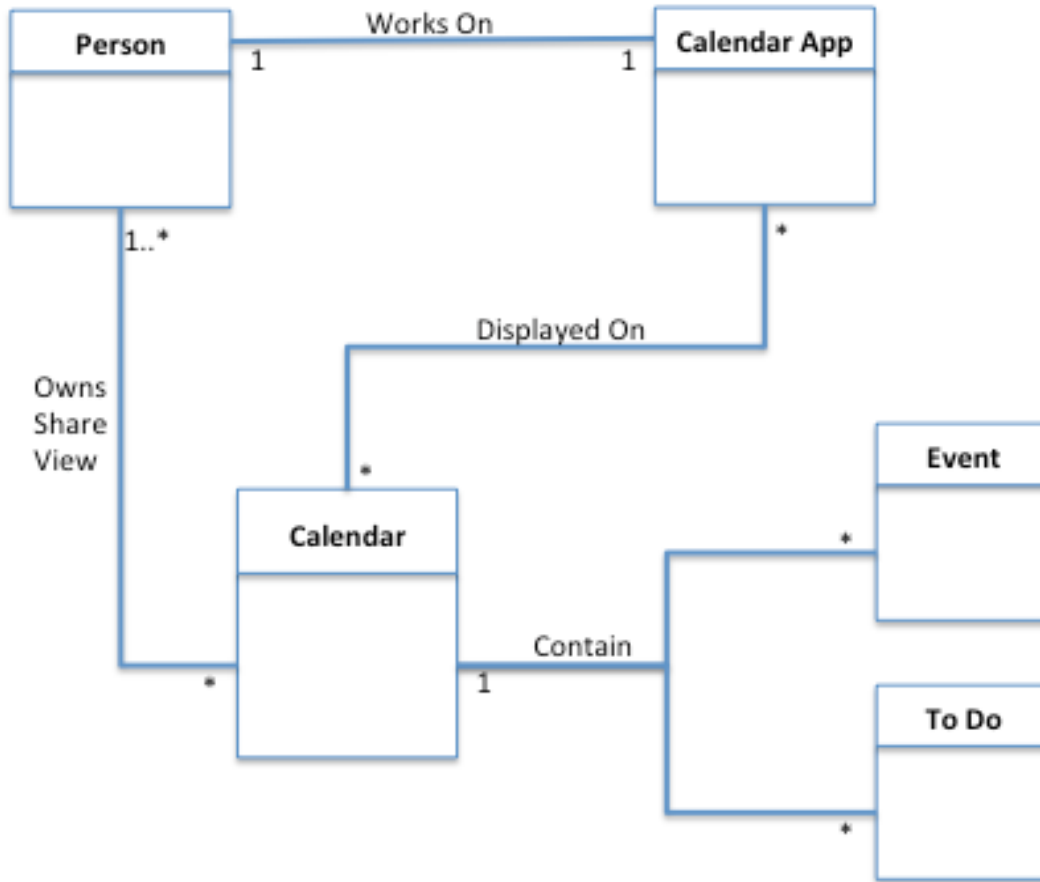 Person
Works On
Calendar App
1
1
1..*
*
Displayed On
Owns
Share
View
*
Event
Calendar
*
Contain
*
1
To Do
*